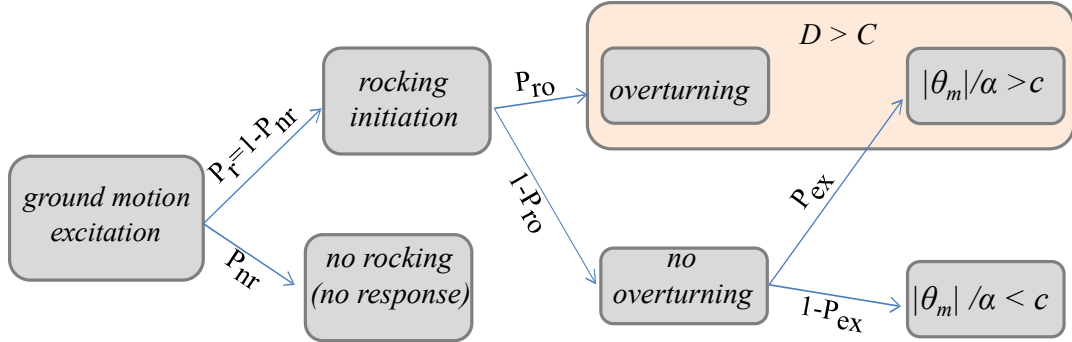 ground motion
excitation
P_r=1-P_nr
P_nr
rocking
initiation
no rocking
(no response)
P_ro
1-P_ro
D > C
overturning
no
overturning
P_ex
1-P_ex
|θ_m|/α > c
|θ_m| /α < c